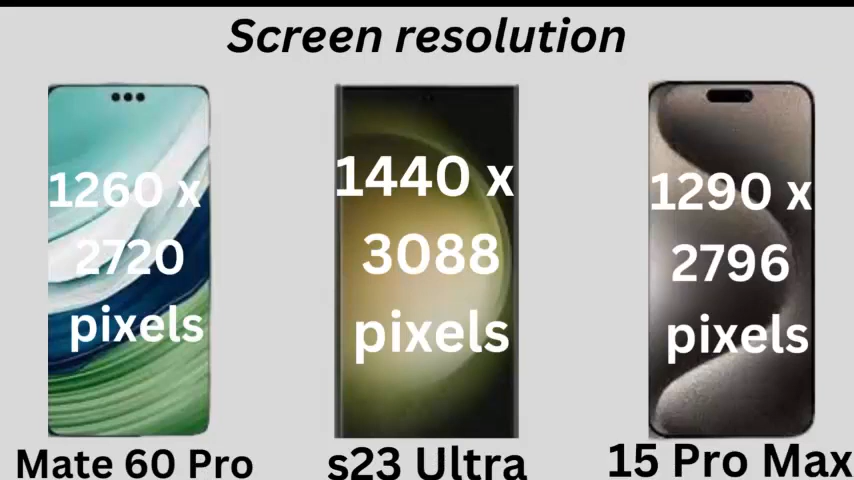 Screen resolution
1260 x
2720
pixels
1440 x
3088
pixels
1290 x
2796
pixels
Mate 60 Pro
s23 Ultra
15 Pro Max